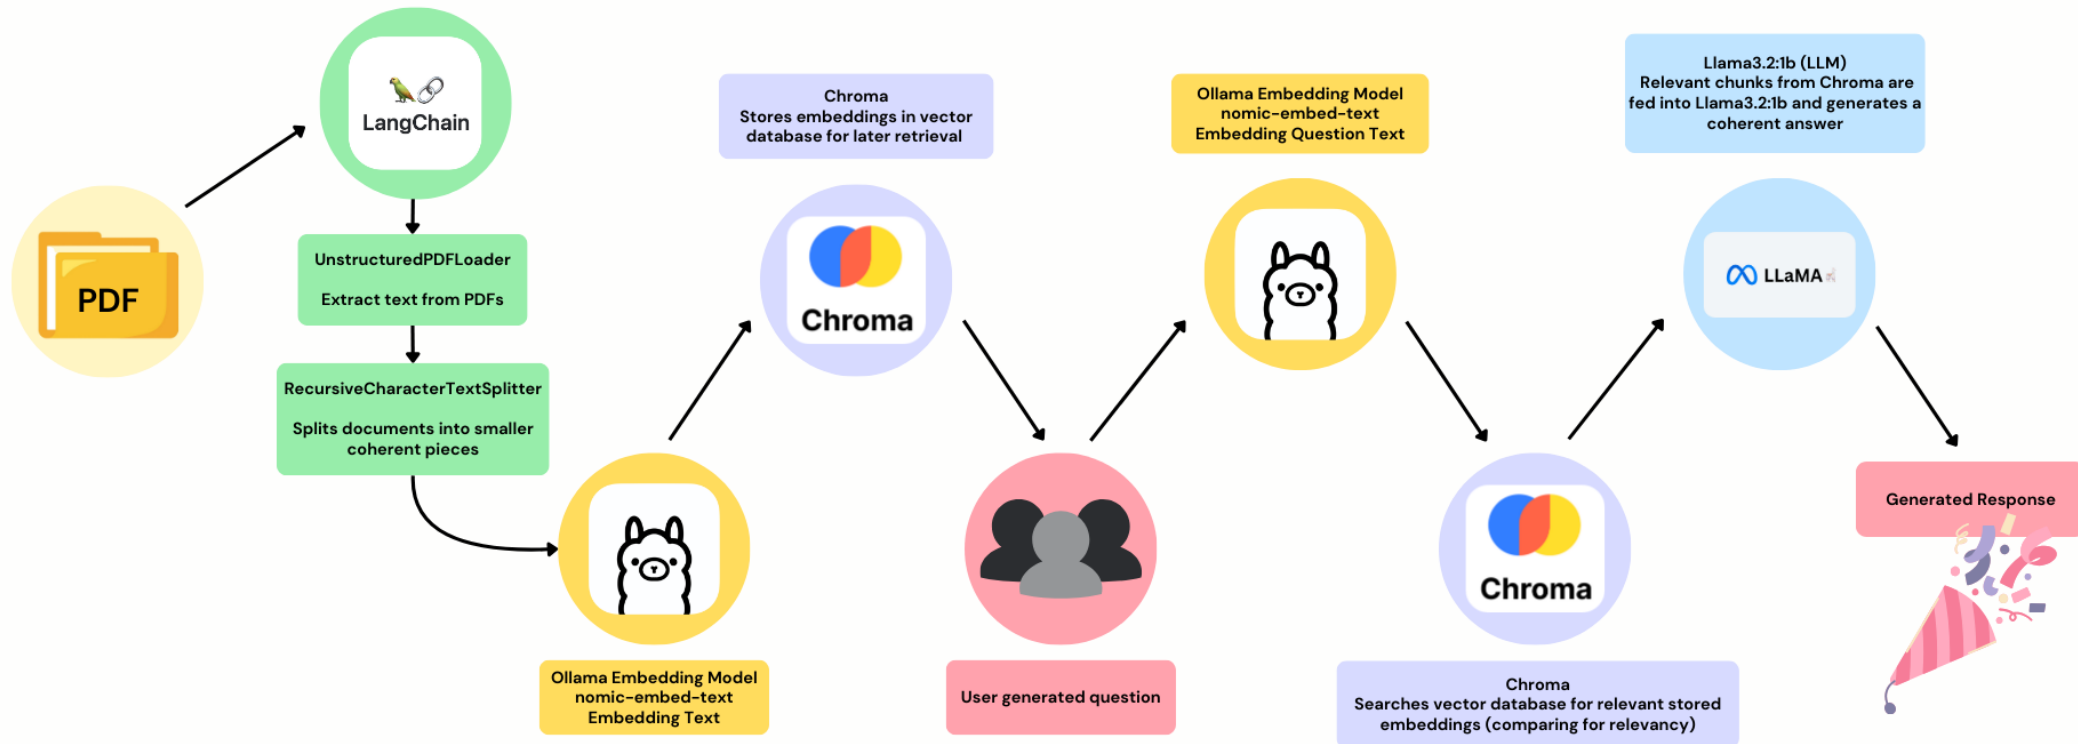 PDF
LangChain
UnstructuredPDFLoader
Extract text from PDFs
RecursiveCharacterTextSplitter
Splits documents into smaller
coherent pieces
Ollama Embedding Model
nomic-embed-text
Embedding Text
Chroma
Stores embeddings in vector
database for later retrieval
Chroma
User generated question
Ollama Embedding Model
nomic-embed-text
Embedding Question Text
Chroma
Chroma
Searches vector database for relevant stored
embeddings (comparing for relevancy)
Llama3.2:1b (LLM)
Relevant chunks from Chroma are
fed into Llama3.2:1b and generates a
coherent answer
LLaMA
Generated Response